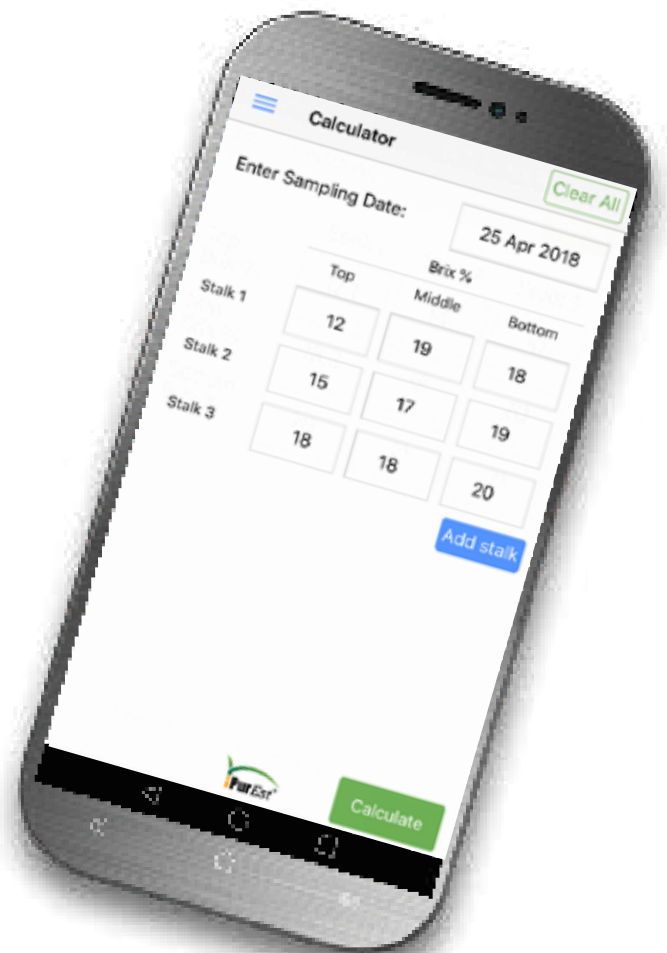 Calculator
Clear All
Enter Sampling Date:
25 Apr 2018
Brix %
Top Middle Bottom
Stalk 1 12 19 18
Stalk 2 15 17 19
Stalk 3 18 18 20
Add stalk
PurEst
Calculate